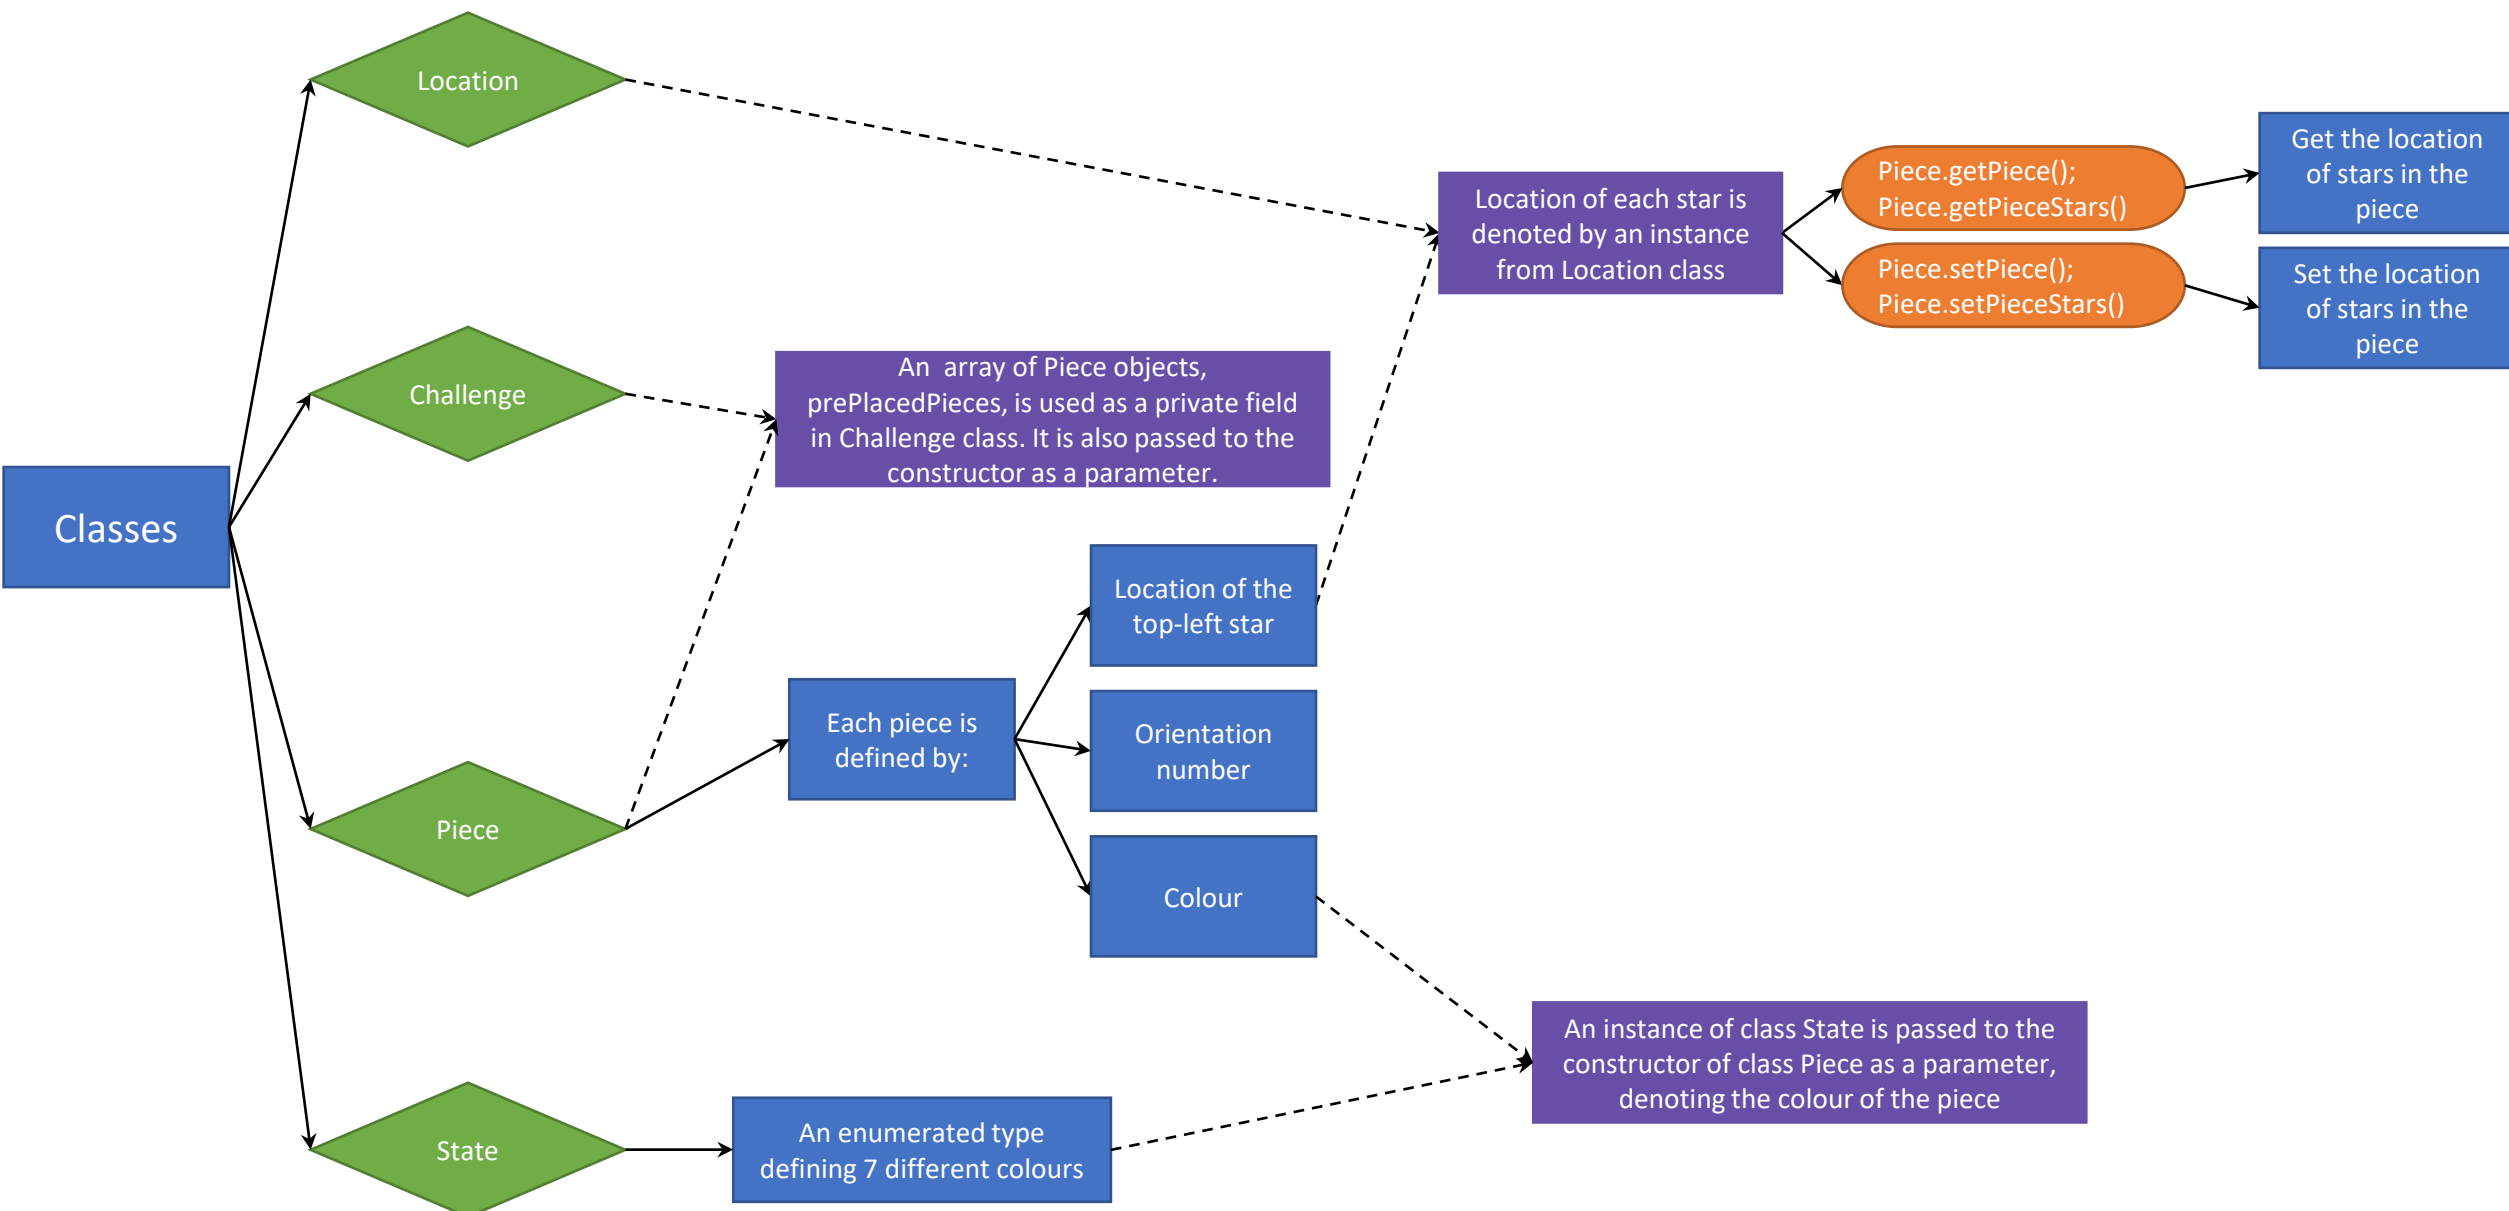 Location
Get the location
of stars in the
piece
Piece.getPiece();
Piece.getPieceStars()
Location of each star is
denoted by an instance
from Location class
Piece.setPiece();
Piece.setPieceStars()
Set the location
of stars in the
piece
Challenge
An  array of Piece objects,
prePlacedPieces, is used as a private field
in Challenge class. It is also passed to the
constructor as a parameter.
Classes
Location of the
top-left star
Each piece is
defined by:
Orientation
number
Piece
Colour
An instance of class State is passed to the
constructor of class Piece as a parameter,
denoting the colour of the piece
State
An enumerated type
defining 7 different colours